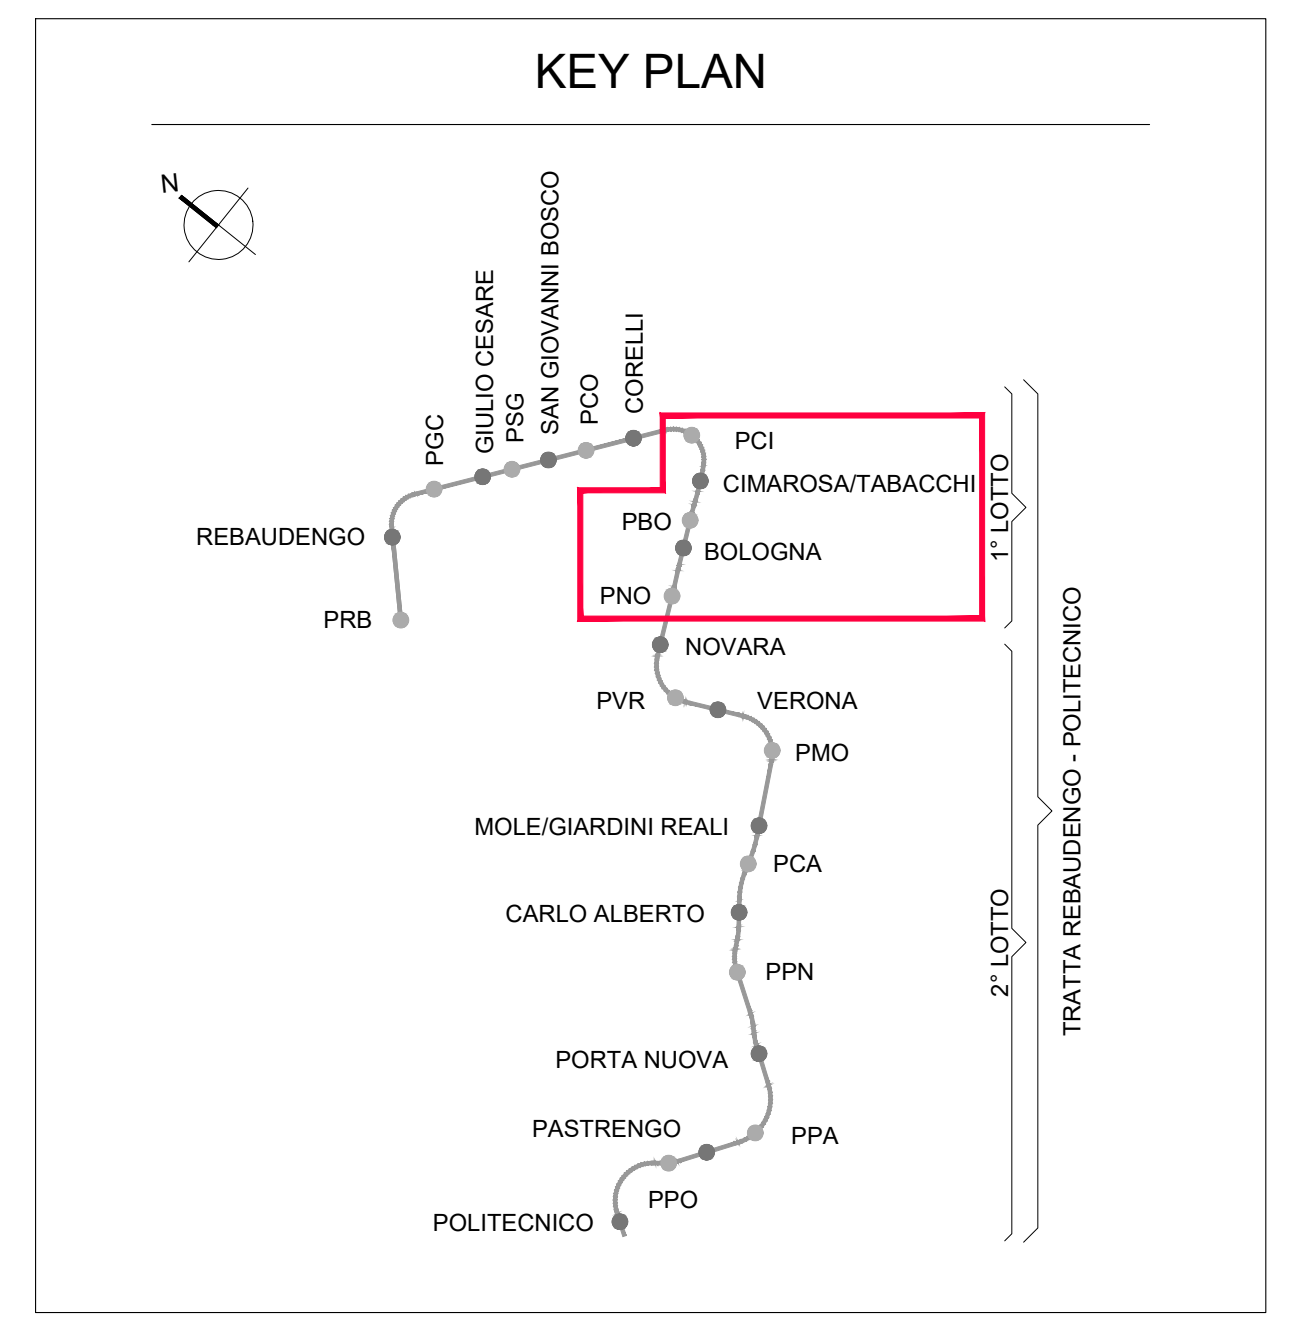 KEY PLAN
N
PGC
GIULIO CESARE
PSG
SAN GIOVANNI BOSCO
PCO
CORELLI
PCI
CIMAROSA/TABACCHI
PBO
REBAUDENGO
BOLOGNA
PNO
PRB
NOVARA
PVR
VERONA
PMO
MOLE/GIARDINI REALI
PCA
CARLO ALBERTO
PPN
PORTA NUOVA
PASTRENGO
PPA
PPO
POLITECNICO
1° LOTTO
2° LOTTO
TRATTA REBAUDENGO - POLITECNICO